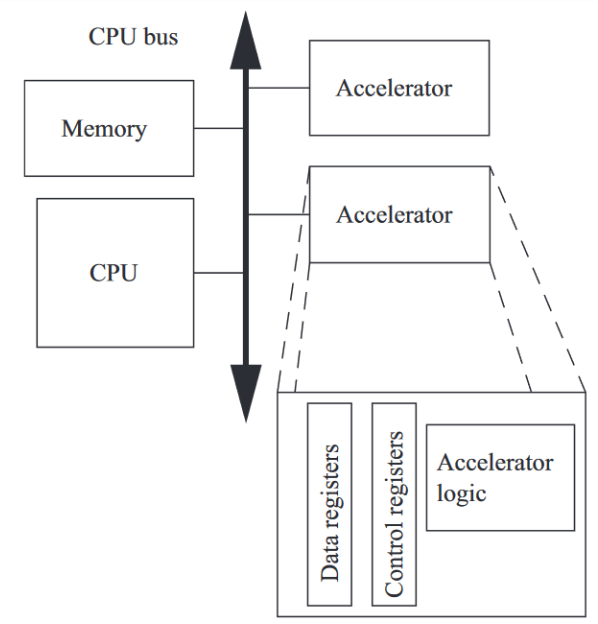 CPU bus
Accelerator
Memory
Accelerator
CPU
Data registers
Control registers
Accelerator
logic